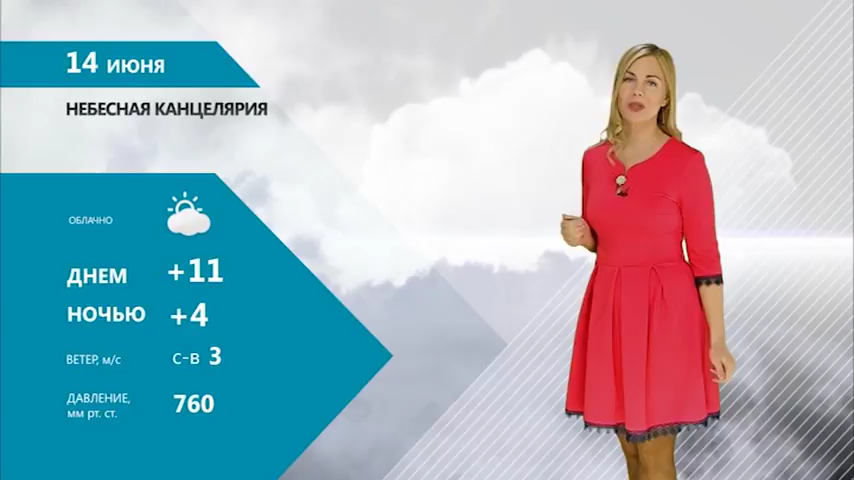 14 июня
НЕБЕСНАЯ КАНЦЕЛЯРИЯ
ОБЛАЧНО
ДНЕМ +11
НОЧЬЮ +4
ВЕТЕР, м/с С-В 3
ДАВЛЕНИЕ,
мм рт. ст. 760